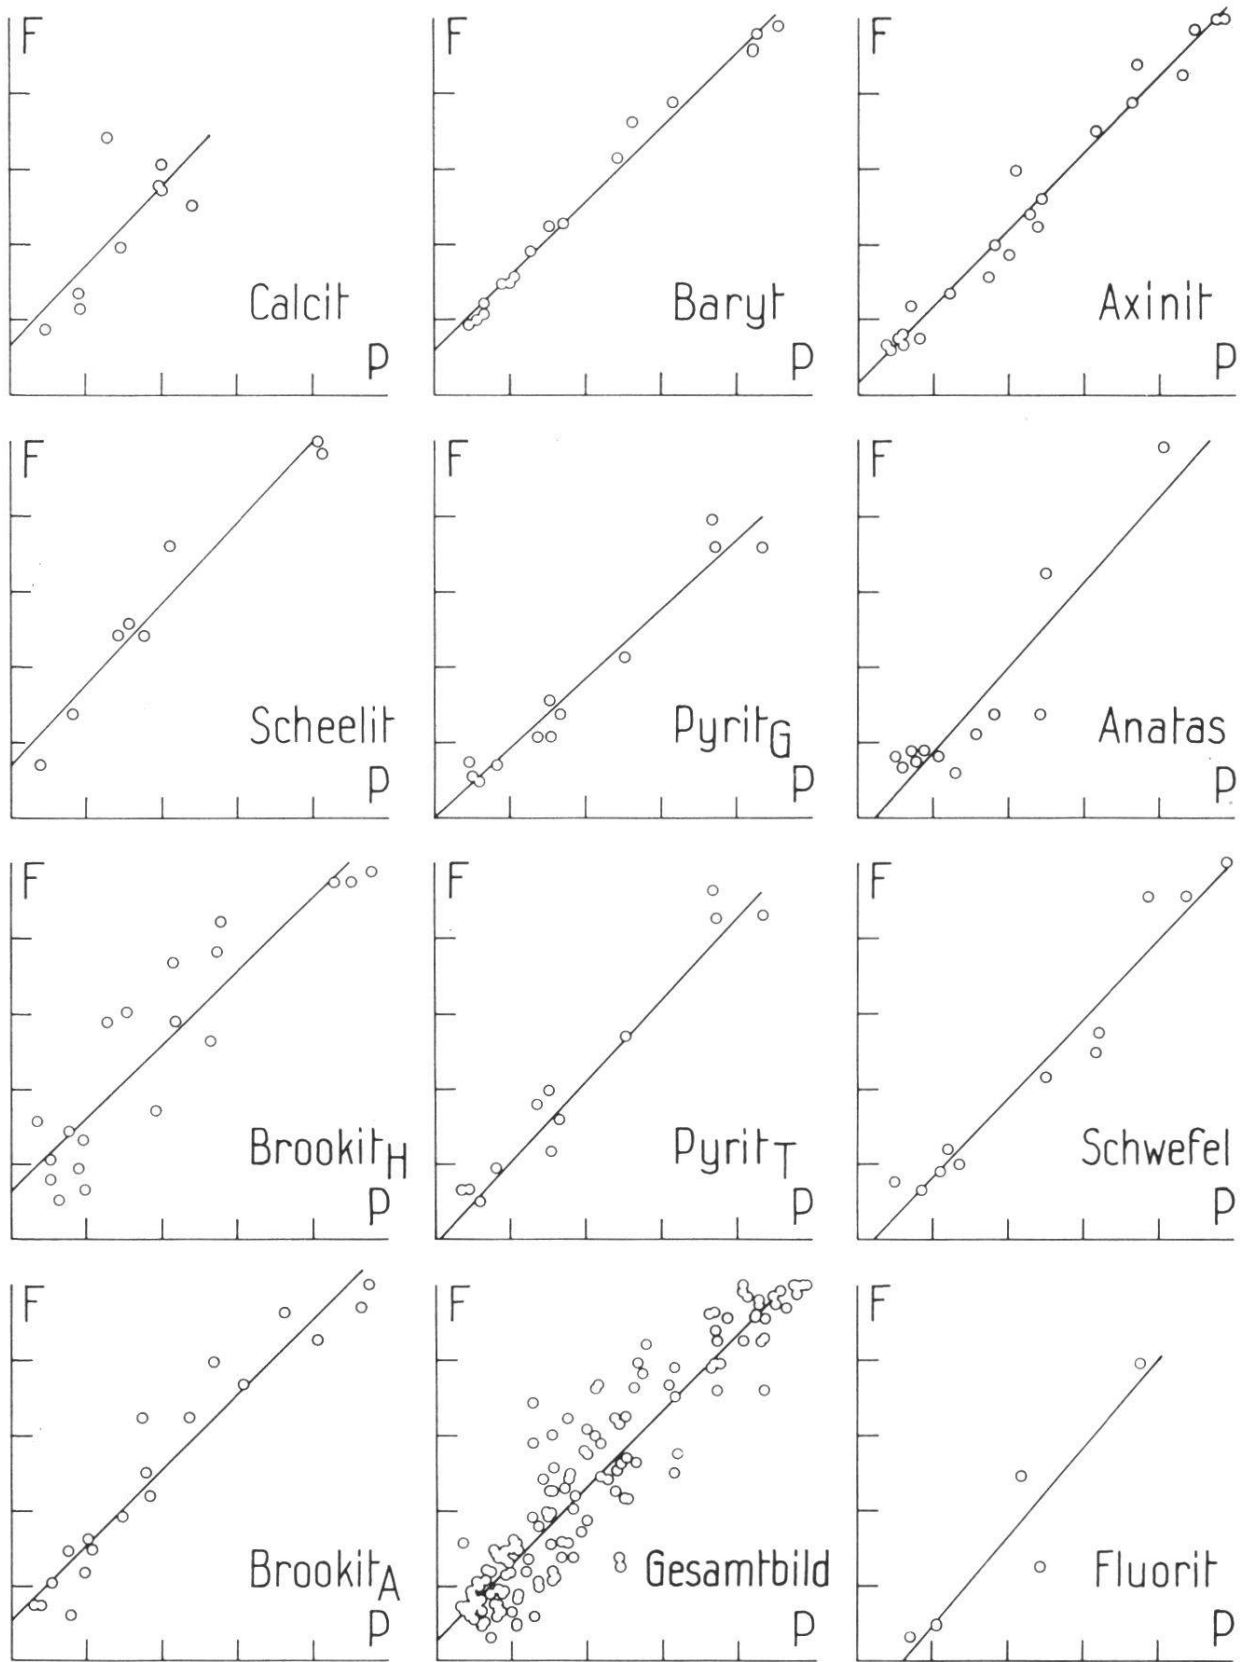 F
Calcit
p
F
Baryt
p
F
Axinit
p
F
Scheelit
p
F
PyritG
p
F
Anatas
p
F
BrookitH
p
F
PyritT
p
F
Schwefel
p
F
BrookitA
p
F
Gesamtbild
p
F
Fluorit
p